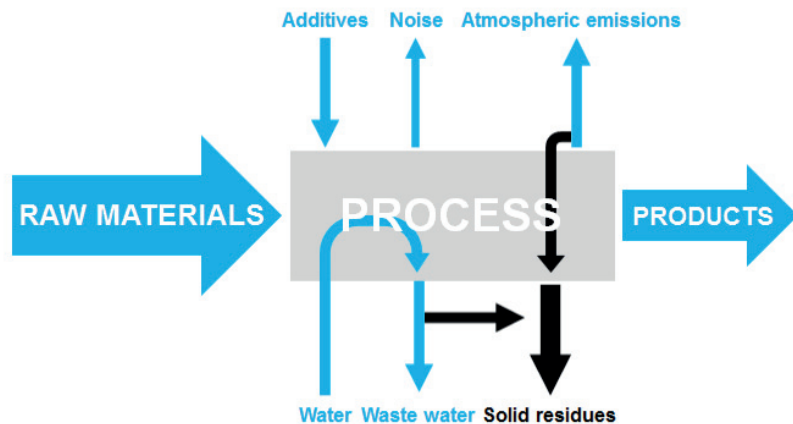 Additives Noise Atmospheric emissions
RAW MATERIALS PROCESS PRODUCTS
Water Waste water Solid residues